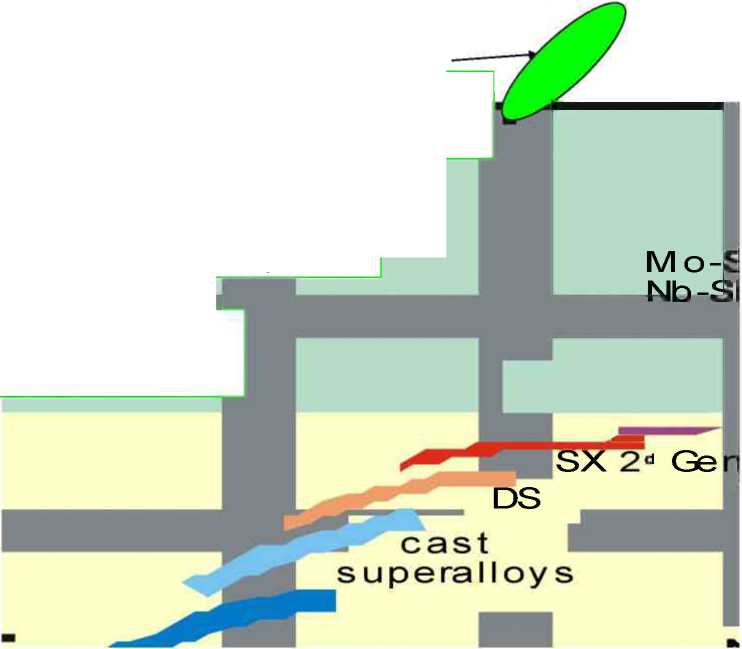 Mo-S
Nb-Si
SX 2d Gen
DS
cast
superalloys